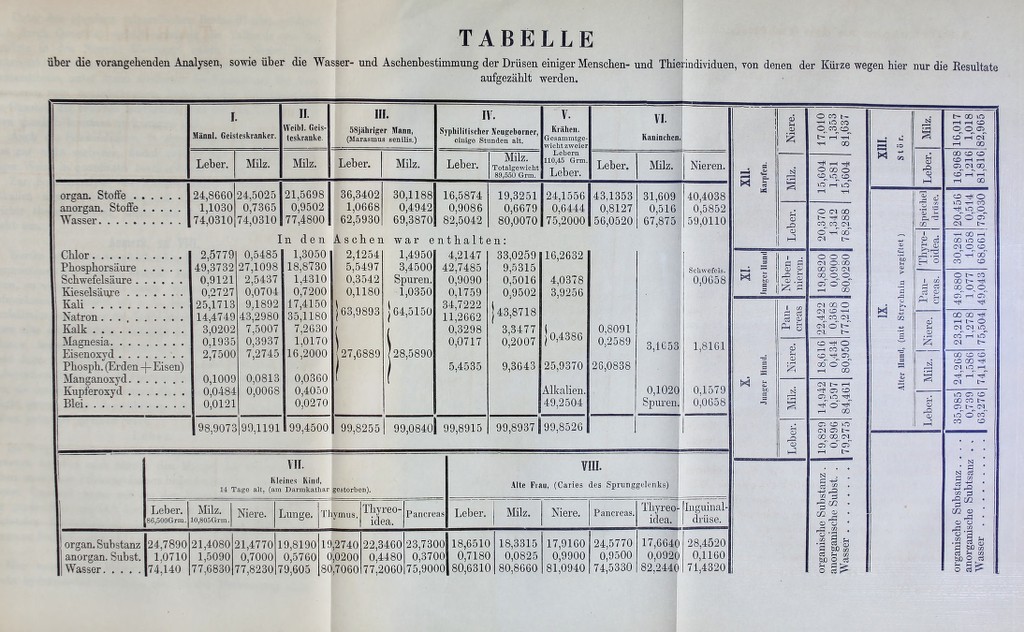 TABELLE
über die vorangehenden Analysen, sowie über die Wasser- und Aschenbestimmung der Drüsen einiger Menschen- und Thierindividuen, von denen der Kürze wegen hier nur die Resultate
aufgezählt werden.
I. II. III. IV. V. VI.
Männl. Geisteskranker. Weibl. Geisteskranke. 58jähriger Mann, (Marasmus senilis.) Syphilitischer Neugeborner, einige Stunden alt. Krähen. Gesammtgewicht zweier Lebern 110,45 Grm. Kaninchen.
Leber. Milz. Milz. Leber. Milz. Leber. Milz. Totalgewicht 89,550 Grm. Leber. Leber. Milz. Nieren.
organ. Stoffe . . . . . . 24,8660 24,5025 21,5698 36,3402 30,1188 16,5874 19,3251 24,1556 43,1353 31,609 40,4038
anorgan. Stoffe . . . . . 1,1030 0,7365 0,9502 1,0668 0,4942 0,9086 0,6679 0,6444 0,8127 0,516 0,5852
Wasser . . . . . . . . . 74,0310 74,0310 77,4800 62,5930 69,3870 82,5042 80,0070 75,2000 56,0520 67,875 59,0110
In den Aschen war enthalten:
Chlor . . . . . . . . . . 2,5779 0,5485 1,3050 2,1254 1,4950 4,2147 33,0259 16,2632
Phosphorsäure . . . . . 49,3732 27,1098 18,8730 5,5497 3,4500 42,7485 9,5315 Schwefels.
Schwefelsäure . . . . . 0,9121 2,5437 1,4310 0,3542 Spuren. 0,9090 0,5016 4,0378 0,0658
Kieselsäure . . . . . . 0,2727 0,0704 0,7200 0,1180 1,0350 0,1759 0,9502 3,9256
Kali . . . . . . . . . . 25,1713 9,1892 17,4150 34,7222
Natron . . . . . . . . . 14,4749 43,2980 35,1180 63,9893 64,5150 11,2662 43,8718
Kalk . . . . . . . . . . 3,0202 7,5007 7,2630 0,3298 3,3477 0,8091
Magnesia . . . . . . . . 0,1935 0,3937 1,0170 0,0717 0,2007 0,4386 0,2589 1,8161
Eisenoxyd . . . . . . . 2,7500 7,2745 16,2000 27,6889 28,5890
Phosph. (Erden + Eisen) 5,4535 9,3643 25,9370 26,0838
Manganoxyd . . . . . . 0,1009 0,0813 0,0360
Kupferoxyd . . . . . . 0,0484 0,0068 0,4050 Alkalien. 0,1020 0,1579
Blei . . . . . . . . . . 0,0121 0,0270 49,2504 Spuren. 0,0658
98,9073 99,1191 99,4500 99,8255 99,0840 99,8915 99,8937 99,8526
VII. VIII.
Kleines Kind, 14 Tage alt, (am Darmkathar gestorben). Alte Frau, (Caries des Sprunggelenks)
Leber. 86,500Grm. Milz. 10,805Grm. Niere. Lunge. Thymus. Thyreoidea. Pancreas Leber. Milz. Niere. Pancreas. Thyreoidea. Inguinaldrüse.
organ. Substanz 24,7890 21,4080 21,4770 19,8190 19,2740 22,3460 23,7300 18,6510 18,3315 17,9160 24,5770 17,6640 28,4520
anorgan. Subst. 1,0710 1,5090 0,7000 0,5760 0,0200 0,4480 0,3700 0,7180 0,0825 0,9900 0,9500 0,0920 0,1160
Wasser . . . . . 74,140 77,6830 77,8230 79,605 80,7060 77,2060 75,9000 80,6310 80,8660 81,0940 74,5330 82,2440 71,4320
X. XI. XII.
Junger Hund. Junger Hund Karpfen.
Leber. Milz. Niere. Pancreas Nebennieren. Leber. Milz. Niere.
organische Substanz . 19,829 14,942 18,616 22,422 19,8820 20,370 15,604 17,010
anorganische Subst. . 0,896 0,597 0,434 0,368 0,0900 1,342 1,581 1,353
Wasser . . . . . . . 79,275 84,461 80,950 77,210 80,0280 78,288 15,604 81,637
IX. XIII.
Alter Hund, (mit Strychnin vergiftet) Stör.
Leber. Milz. Niere. Pancreas. Thyreoidea. Speicheldrüse. Leber. Milz.
organische Substanz . . . . 35,985 24,268 23,218 49,880 30,281 20,456 16,968 16,017
anorganische Subtsanz . . 0,739 1,586 1,278 1,077 1,058 0,514 1,216 1,018
Wasser . . . . . . . . . 63,276 74,146 75,504 49,043 68,661 79,030 81,816 82,965